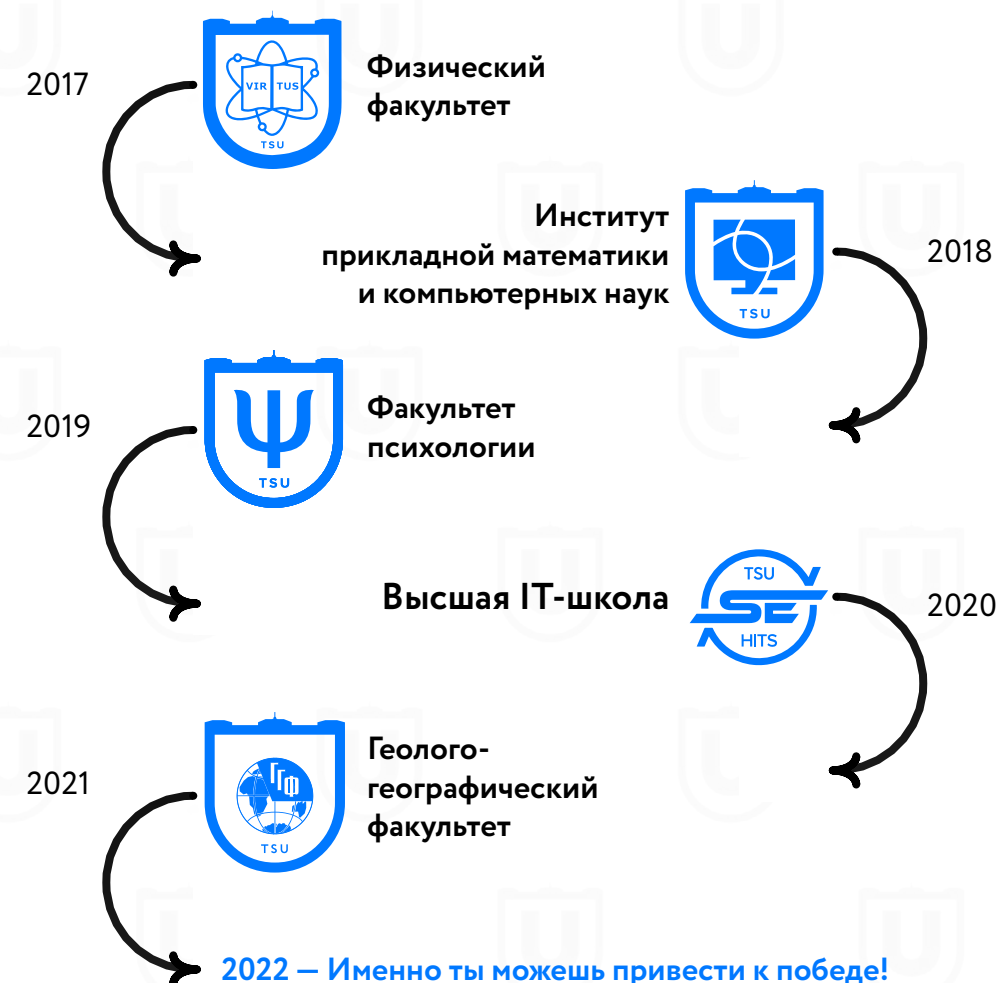 2017
VIR TUS
TSU
Физический
факультет
Институт
прикладной математики
и компьютерных наук
TSU
2018
2019
Ψ
TSU
Факультет
психологии
Высшая IT-школа
TSU
SE
HITS
2020
2021
ГГФ
TSU
Геолого-
географический
факультет
2022 — Именно ты можешь привести к победе!